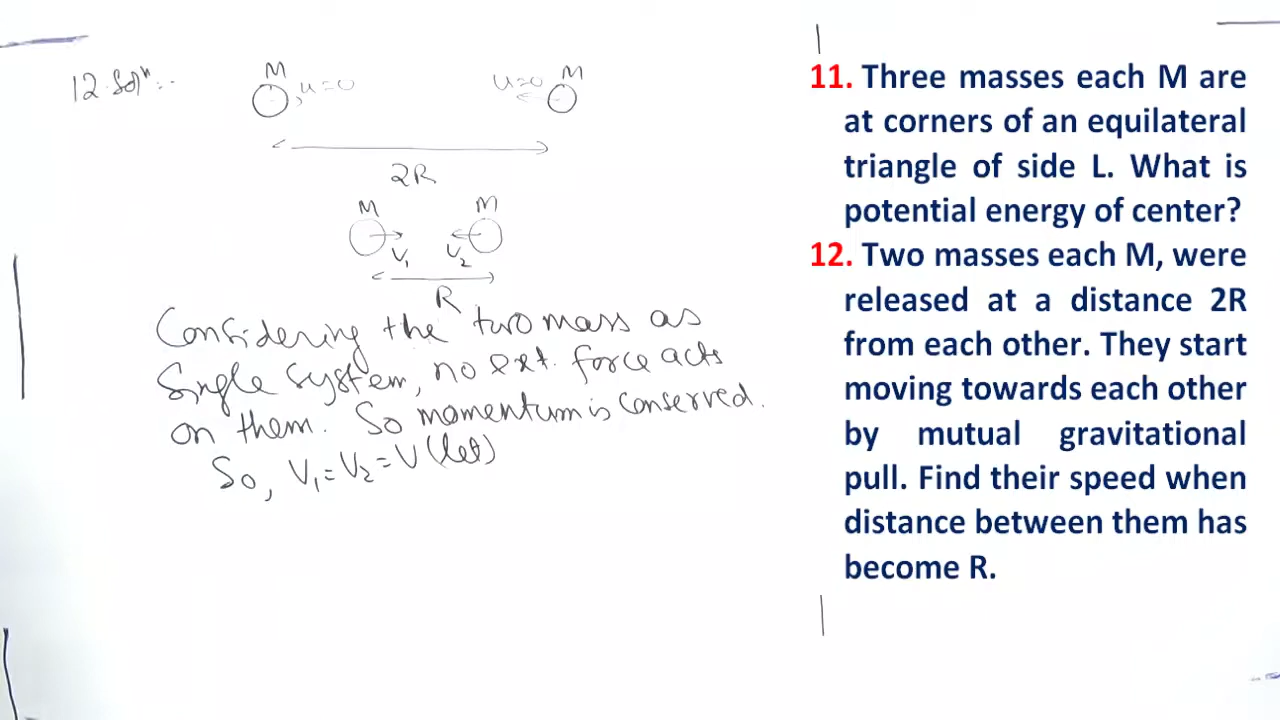 12. Solⁿ:-
M M
u=0 u=0
2R
M M
V₁ V₂
R
Considering the two mass as
Single system, no ext. force acts
on them. So momentum is conserved.
So, V₁=V₂=V (let)
11. Three masses each M are
at corners of an equilateral
triangle of side L. What is
potential energy of center?
12. Two masses each M, were
released at a distance 2R
from each other. They start
moving towards each other
by mutual gravitational
pull. Find their speed when
distance between them has
become R.